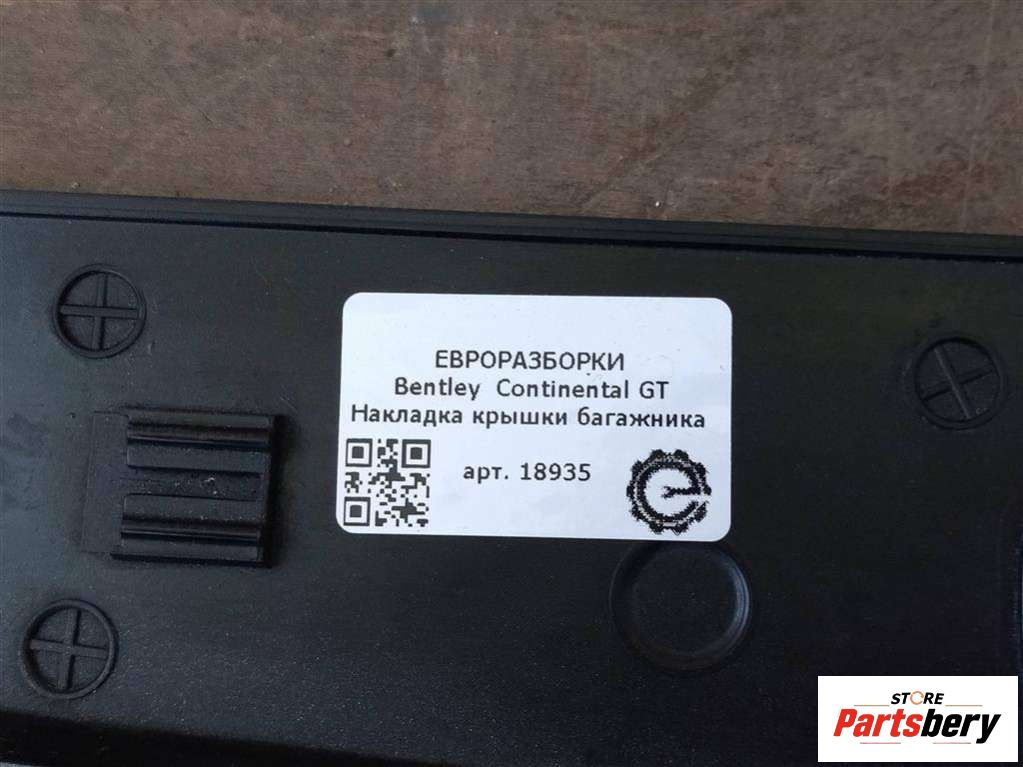 ЕВРОРАЗБОРКИ
Bentley Continental GT
Накладка крышки багажника
арт. 18935
STORE
Partsbery